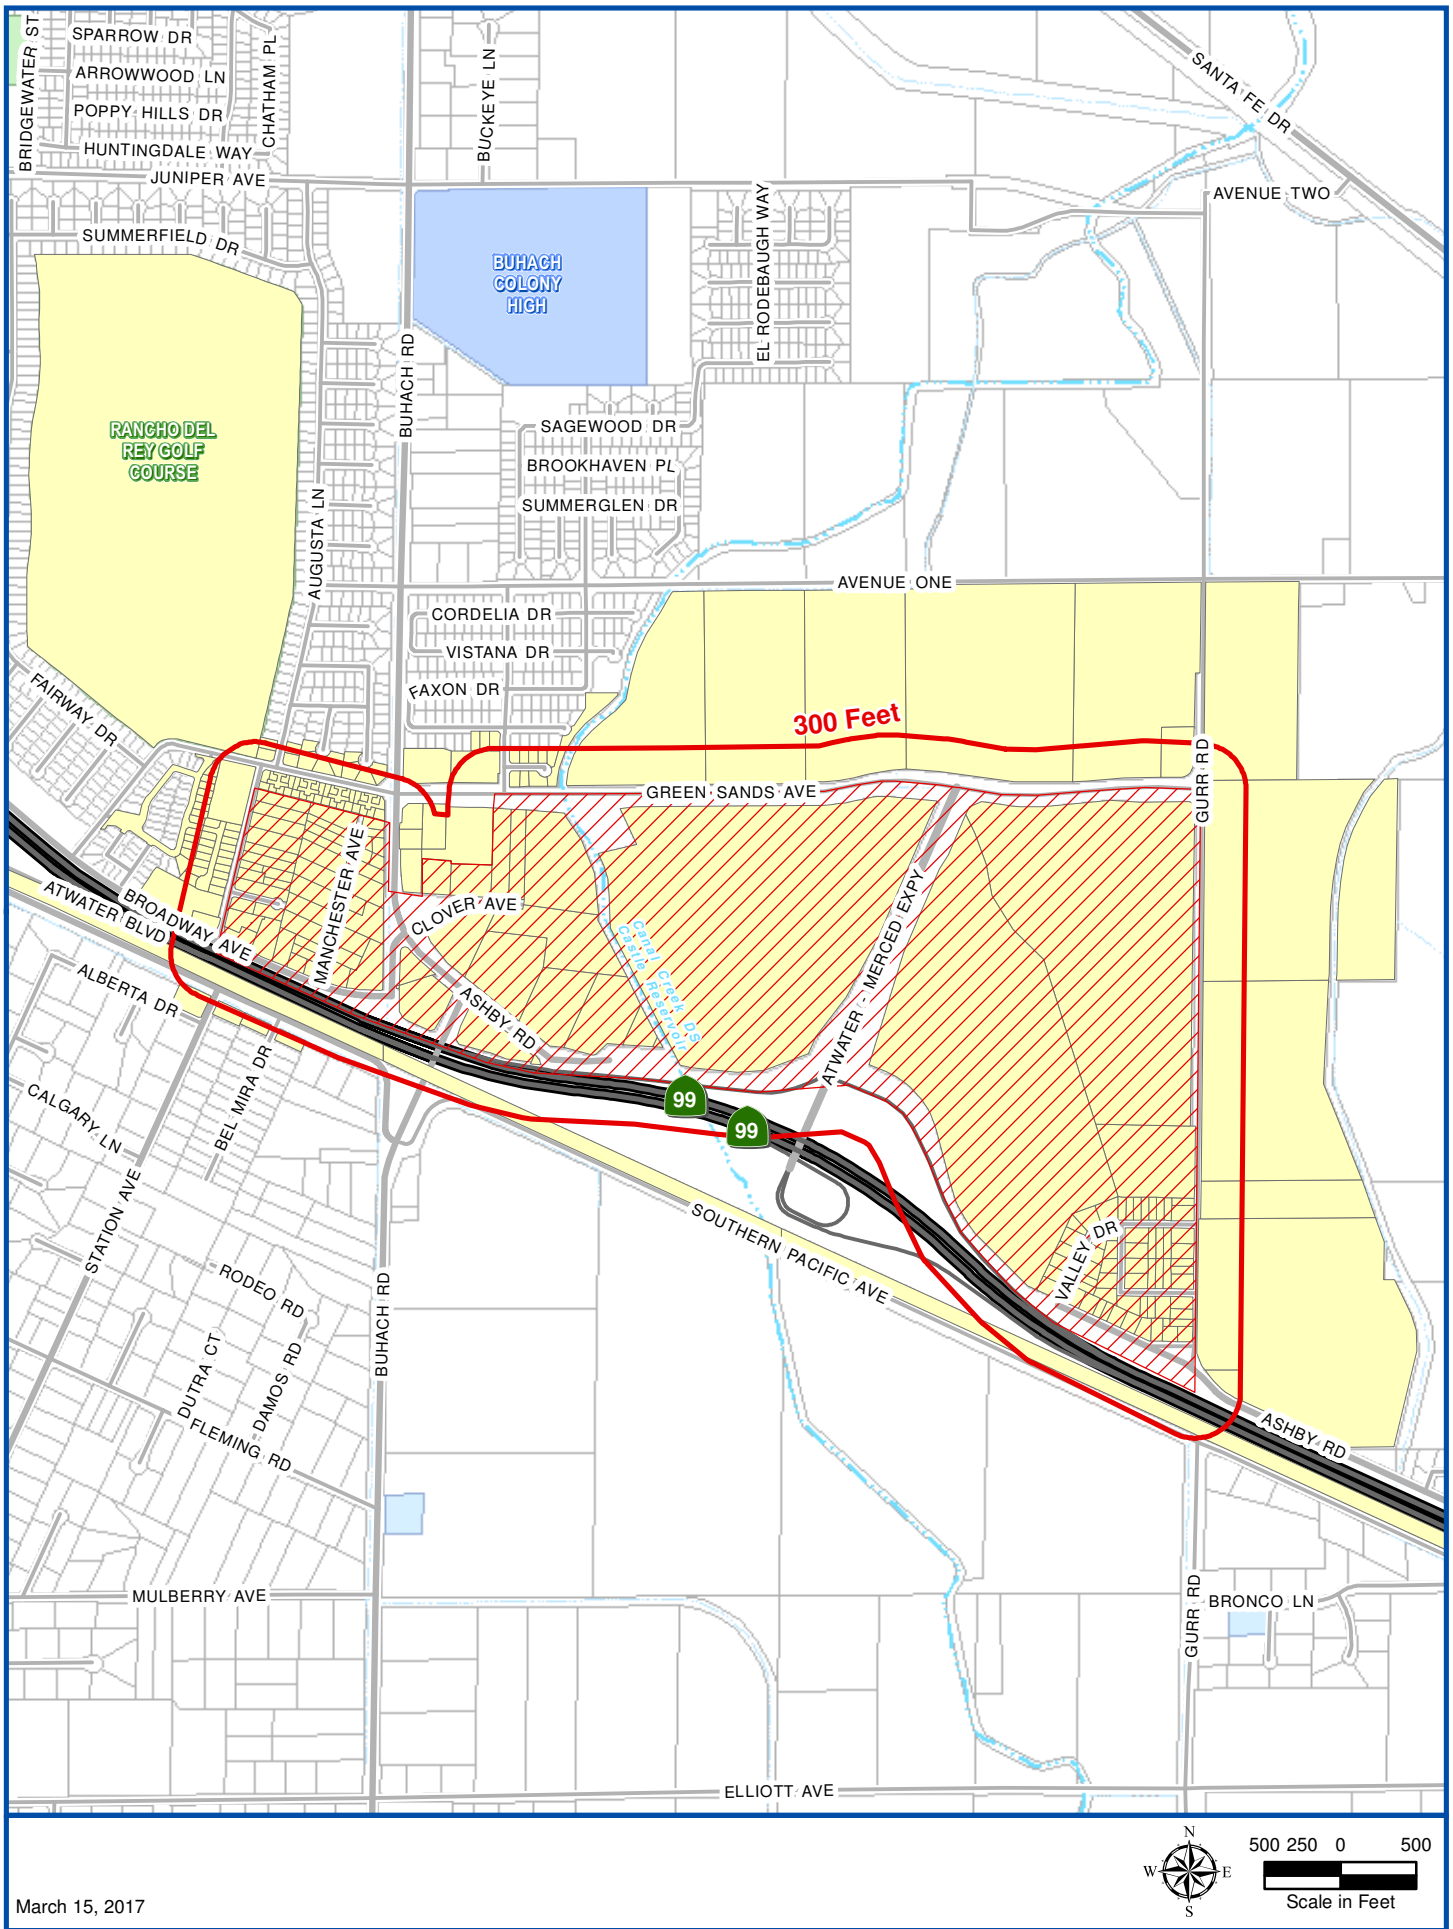 BRIDGEWATER ST
SPARROW DR
ARROWWOOD LN
POPPY HILLS DR
HUNTINGDALE WAY
CHATHAM PL
JUNIPER AVE
SUMMERFIELD DR
BUCKEYE LN
SANTA FE DR
AVENUE TWO
BUHACH
COLONY
HIGH
EL RODEBAUGH WAY
BUHACH RD
RANCHO DEL
REY GOLF
COURSE
SAGEWOOD DR
BROOKHAVEN PL
SUMMERGLEN DR
AUGUSTA LN
AVENUE ONE
CORDELIA DR
VISTANA DR
FAXON DR
FAIRWAY DR
300 Feet
GREEN SANDS AVE
GURR RD
MANCHESTER AVE
CLOVER AVE
ATWATER BLVD
BROADWAY AVE
ALBERTA DR
ASHBY RD
Canal Creek DS
Castle Reservoir
ATWATER - MERCED EXPY
99
99
CALGARY LN
BEL MIRA DR
STATION AVE
SOUTHERN PACIFIC AVE
VALLEY DR
RODEO RD
BUHACH RD
DUTRA CT
DAMOS RD
FLEMING RD
ASHBY RD
MULBERRY AVE
GURR RD
BRONCO LN
ELLIOTT AVE
N
W
E
S
500 250 0 500
Scale in Feet
March 15, 2017